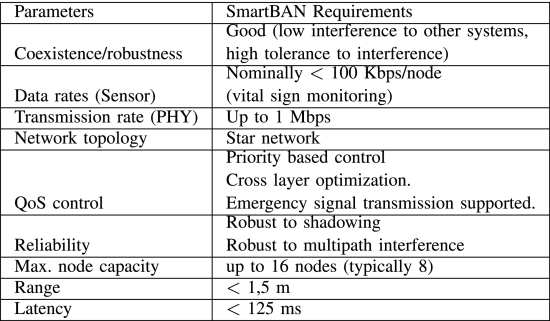 Parameters SmartBAN Requirements
Good (low interference to other systems,
Coexistence/robustness high tolerance to interference)
Nominally < 100 Kbps/node
Data rates (Sensor) (vital sign monitoring)
Transmission rate (PHY) Up to 1 Mbps
Network topology Star network
Priority based control
Cross layer optimization.
QoS control Emergency signal transmission supported.
Robust to shadowing
Reliability Robust to multipath interference
Max. node capacity up to 16 nodes (typically 8)
Range < 1,5 m
Latency < 125 ms